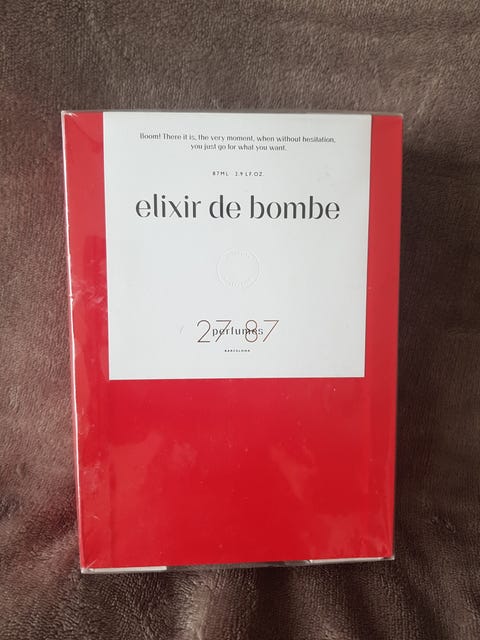 Boom! There it is, the very moment, when without hesitation,
you just go for what you want.
87ML 2.9 LF.OZ.
elixir de bombe
27 87
perfumes
BARCELONA